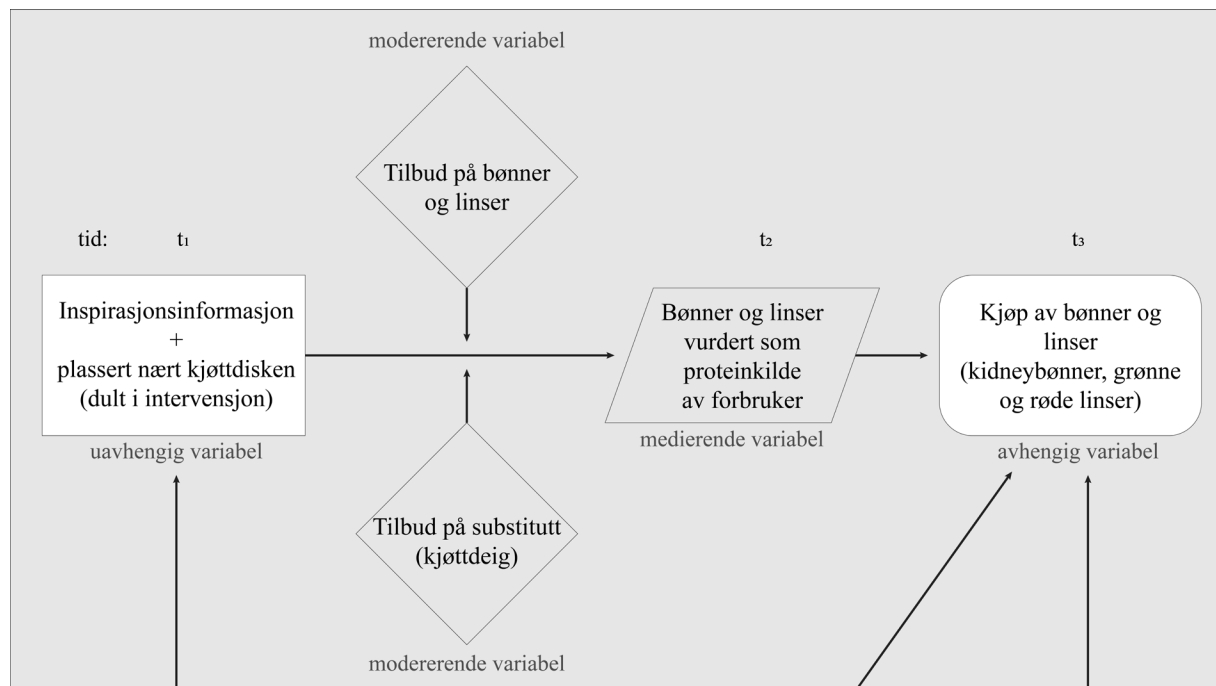 modererende variabel
Tilbud på bønner
og linser
tid:
t₁
t₂
t₃
Inspirasjonsinformasjon
+
plassert nært kjøttdisken
(dult i intervensjon)
uavhengig variabel
Bønner og linser
vurdert som
proteinkilde
av forbruker
medierende variabel
Kjøp av bønner og
linser
(kidneybønner, grønne
og røde linser)
avhengig variabel
Tilbud på substitutt
(kjøttdeig)
modererende variabel